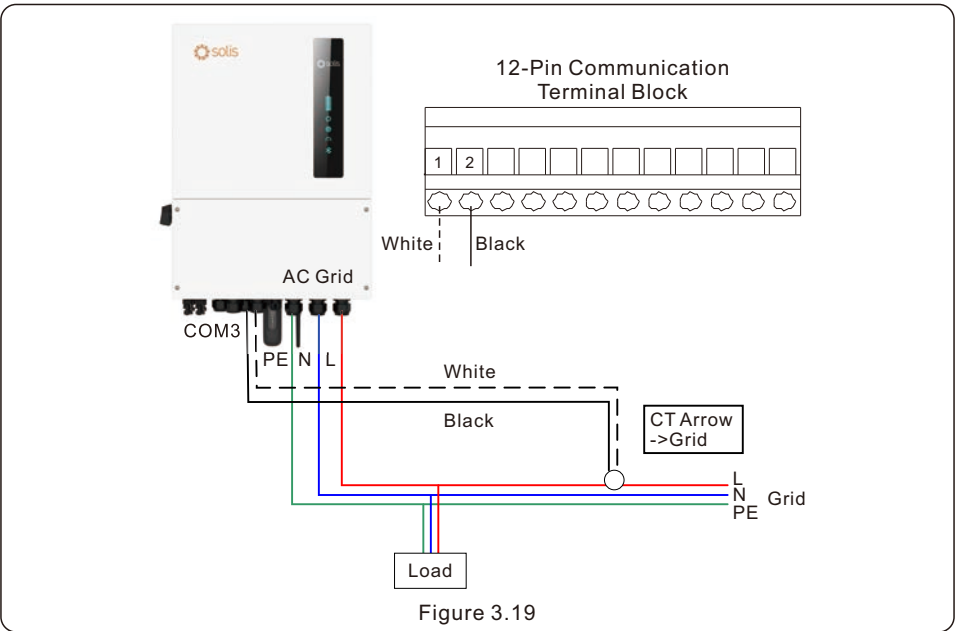 solis
solis
12-Pin Communication
Terminal Block
1 2
White
Black
AC Grid
COM3
PE N L
White
Black
CT Arrow
->Grid
L
N
PE
Grid
Load
Figure 3.19